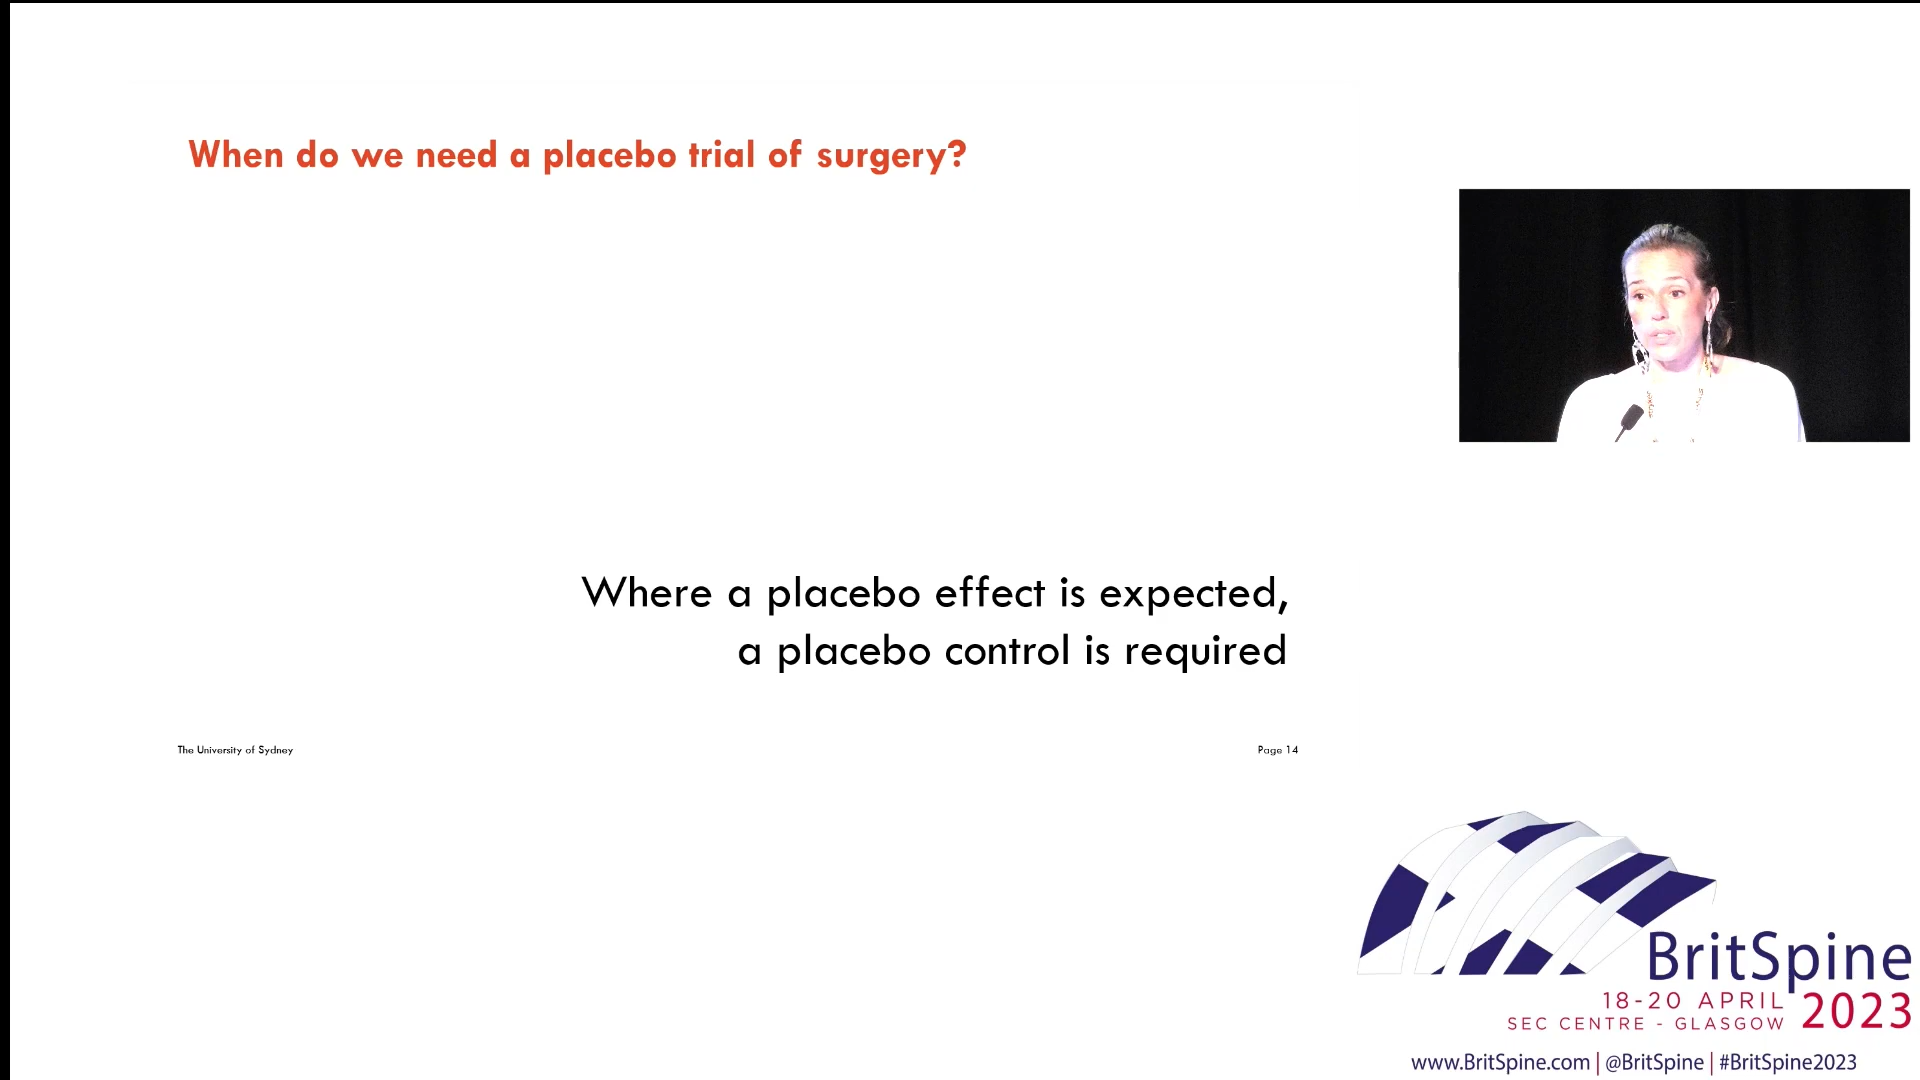 When do we need a placebo trial of surgery?
Where a placebo effect is expected,
a placebo control is required
The University of Sydney
Page 14
BritSpine
18-20 APRIL
2023
SEC CENTRE - GLASGOW
www.BritSpine.com | @BritSpine | #BritSpine2023